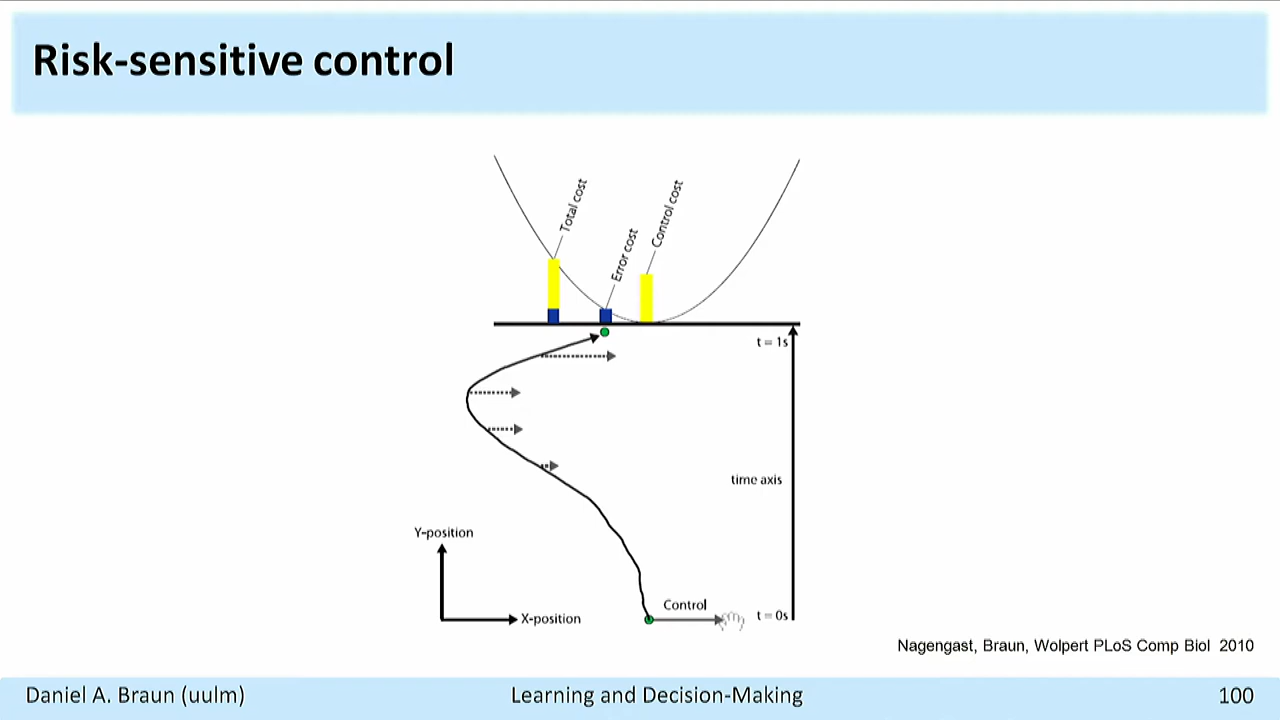 Risk-sensitive control
Total cost
Error cost
Control cost
t = 1s
time axis
Y-position
X-position
Control
t = 0s
Nagengast, Braun, Wolpert PLoS Comp Biol 2010
Daniel A. Braun (uulm)
Learning and Decision-Making
100